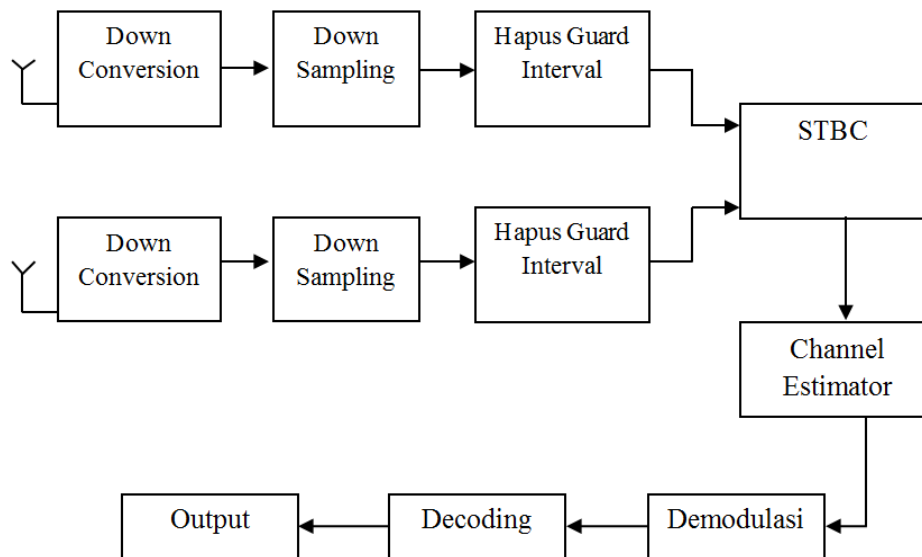 Down
Conversion
Down
Sampling
Hapus Guard
Interval
STBC
Down
Conversion
Down
Sampling
Hapus Guard
Interval
Channel
Estimator
Output
Decoding
Demodulasi